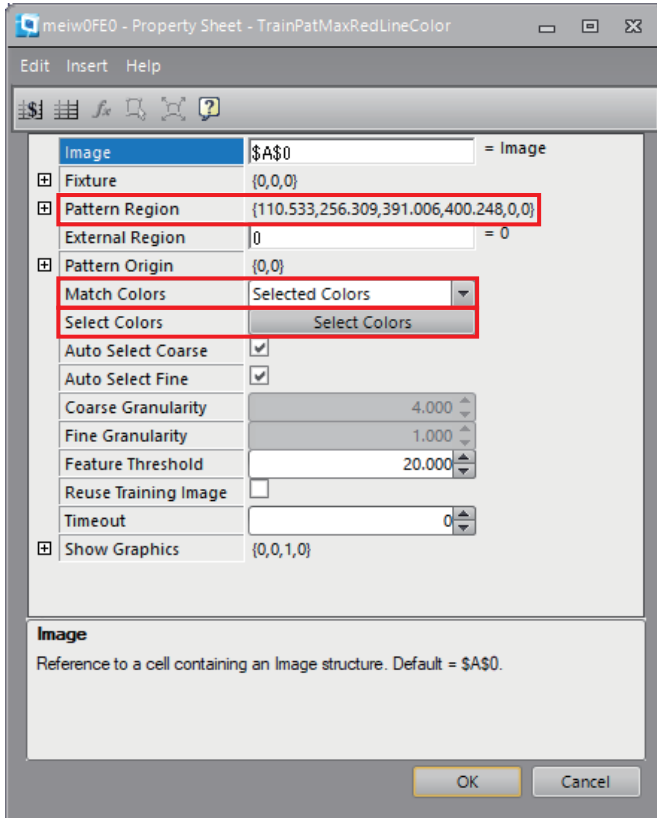 meiw0FE0 - Property Sheet - TrainPatMaxRedLineColor
Edit Insert Help
$ fx ?
Image $A$0 = Image
Fixture {0,0,0}
Pattern Region {110.533,256.309,391.006,400.248,0,0}
External Region 0 = 0
Pattern Origin {0,0}
Match Colors Selected Colors
Select Colors Select Colors
Auto Select Coarse
Auto Select Fine
Coarse Granularity 4.000
Fine Granularity 1.000
Feature Threshold 20.000
Reuse Training Image
Timeout 0
Show Graphics {0,0,1,0}
Image
Reference to a cell containing an Image structure. Default = $A$0.
OK Cancel